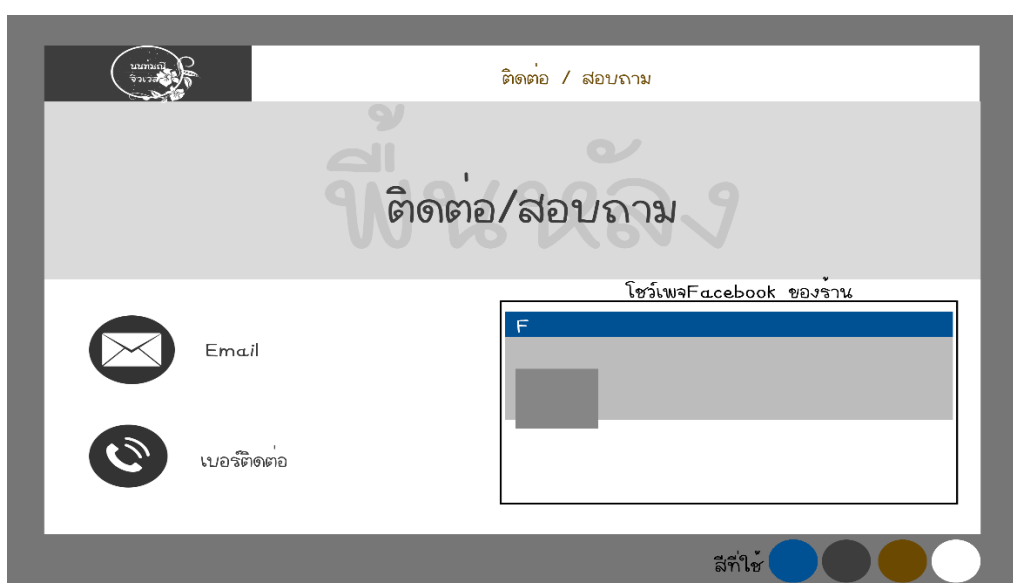 นนท์มณี
จิวเวลรี่
ติดต่อ / สอบถาม
พื้นหลัง
ติดต่อ/สอบถาม
โชว์เพจFacebook ของร้าน
F
Email
เบอร์ติดต่อ
สีที่ใช้